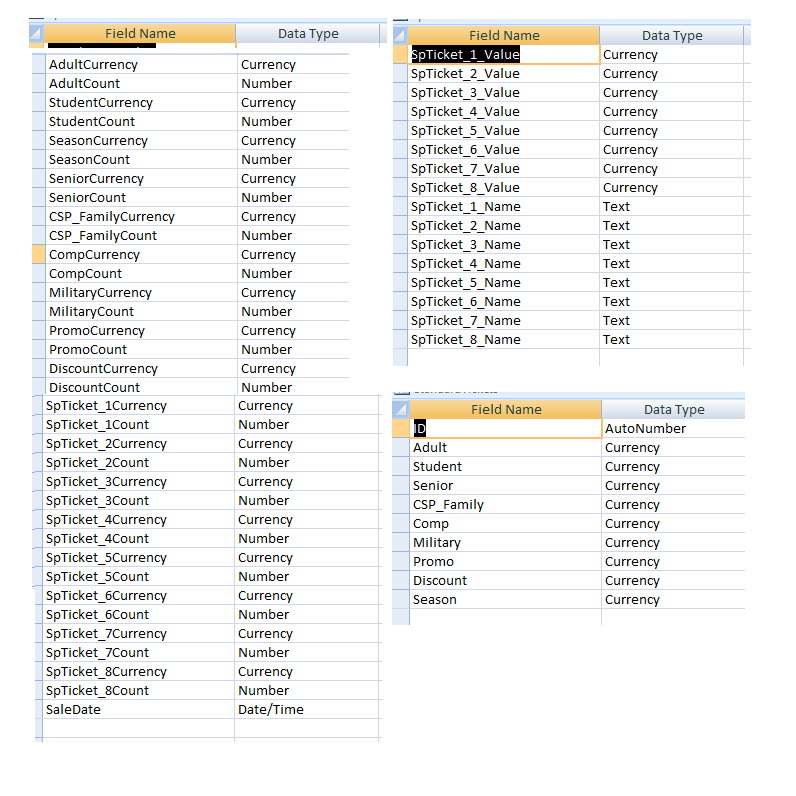 Field Name Data Type
AdultCurrency Currency
AdultCount Number
StudentCurrency Currency
StudentCount Number
SeasonCurrency Currency
SeasonCount Number
SeniorCurrency Currency
SeniorCount Number
CSP_FamilyCurrency Currency
CSP_FamilyCount Number
CompCurrency Currency
CompCount Number
MilitaryCurrency Currency
MilitaryCount Number
PromoCurrency Currency
PromoCount Number
DiscountCurrency Currency
DiscountCount Number
SpTicket_1Currency Currency
SpTicket_1Count Number
SpTicket_2Currency Currency
SpTicket_2Count Number
SpTicket_3Currency Currency
SpTicket_3Count Number
SpTicket_4Currency Currency
SpTicket_4Count Number
SpTicket_5Currency Currency
SpTicket_5Count Number
SpTicket_6Currency Currency
SpTicket_6Count Number
SpTicket_7Currency Currency
SpTicket_7Count Number
SpTicket_8Currency Currency
SpTicket_8Count Number
SaleDate Date/Time
Field Name Data Type
SpTicket_1_Value Currency
SpTicket_2_Value Currency
SpTicket_3_Value Currency
SpTicket_4_Value Currency
SpTicket_5_Value Currency
SpTicket_6_Value Currency
SpTicket_7_Value Currency
SpTicket_8_Value Currency
SpTicket_1_Name Text
SpTicket_2_Name Text
SpTicket_3_Name Text
SpTicket_4_Name Text
SpTicket_5_Name Text
SpTicket_6_Name Text
SpTicket_7_Name Text
SpTicket_8_Name Text
Field Name Data Type
ID AutoNumber
Adult Currency
Student Currency
Senior Currency
CSP_Family Currency
Comp Currency
Military Currency
Promo Currency
Discount Currency
Season Currency